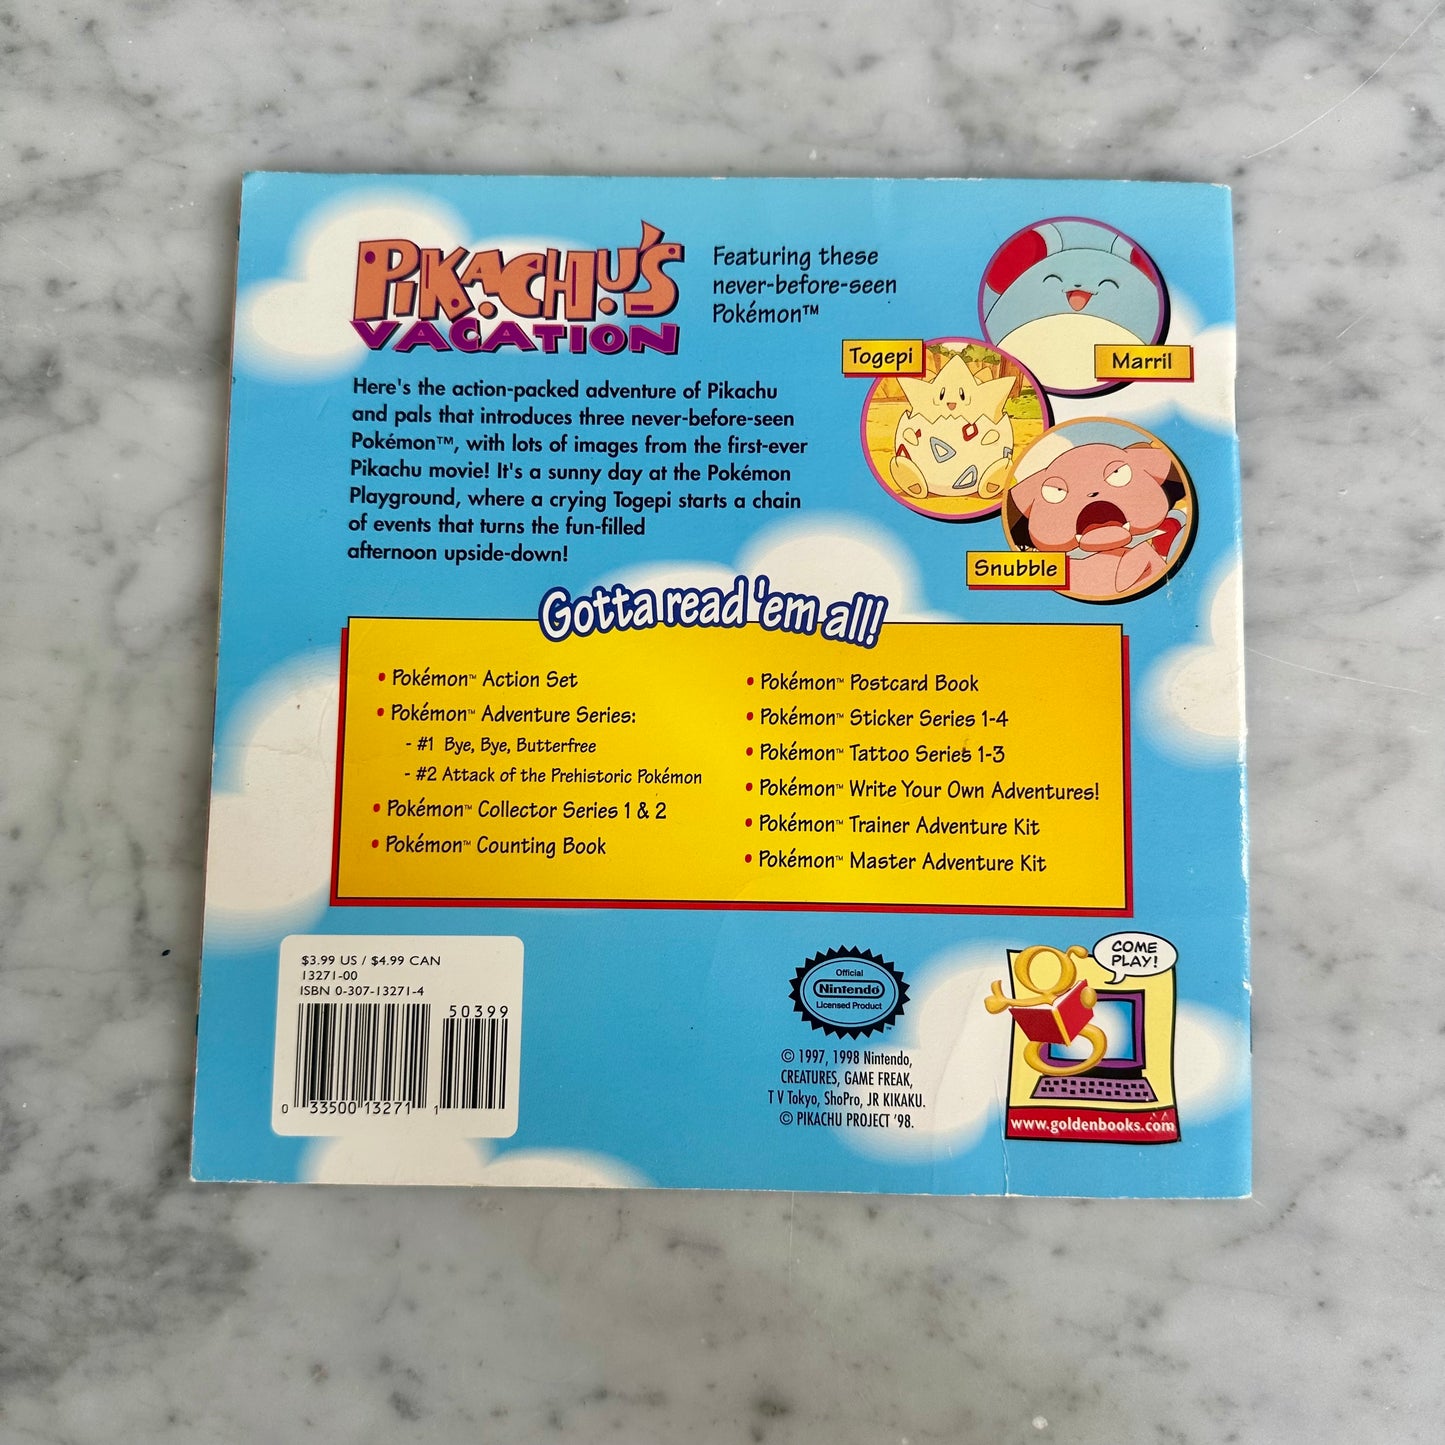 PIKACHU'S
VACATION
Featuring these
never-before-seen
Pokémon™
Marril
Togepi
Snubble
Here's the action-packed adventure of Pikachu
and pals that introduces three never-before-seen
Pokémon™, with lots of images from the first-ever
Pikachu movie! It's a sunny day at the Pokémon
Playground, where a crying Togepi starts a chain
of events that turns the fun-filled
afternoon upside-down!
Gotta read 'em all!
• Pokémon™ Action Set
• Pokémon™ Adventure Series:
- #1 Bye, Bye, Butterfree
- #2 Attack of the Prehistoric Pokémon
• Pokémon™ Collector Series 1 & 2
• Pokémon™ Counting Book
• Pokémon™ Postcard Book
• Pokémon™ Sticker Series 1-4
• Pokémon™ Tattoo Series 1-3
• Pokémon™ Write Your Own Adventures!
• Pokémon™ Trainer Adventure Kit
• Pokémon™ Master Adventure Kit
$3.99 US / $4.99 CAN
13271-00
ISBN 0-307-13271-4
50399
0 33500 13271 1
Official
Nintendo
Licensed Product
™
© 1997, 1998 Nintendo,
CREATURES, GAME FREAK,
T V Tokyo, ShoPro, JR KIKAKU.
© PIKACHU PROJECT '98.
COME
PLAY!
www.goldenbooks.com